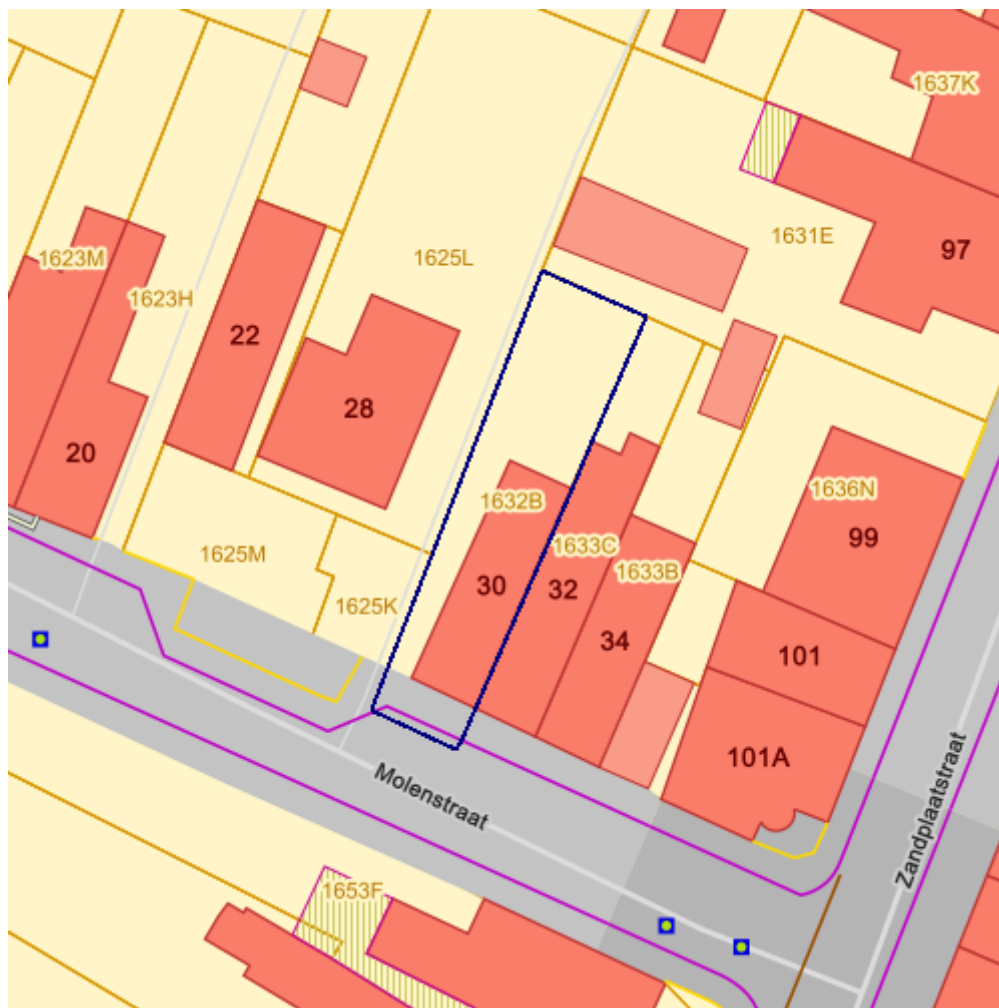 1637K
1631E
97
1623M
1625L
1623H
22
28
20
1636N
1632B
99
1625M
1633C
1633B
1625K
30
32
34
101
101A
Molenstraat
Zandplaatstraat
1653F